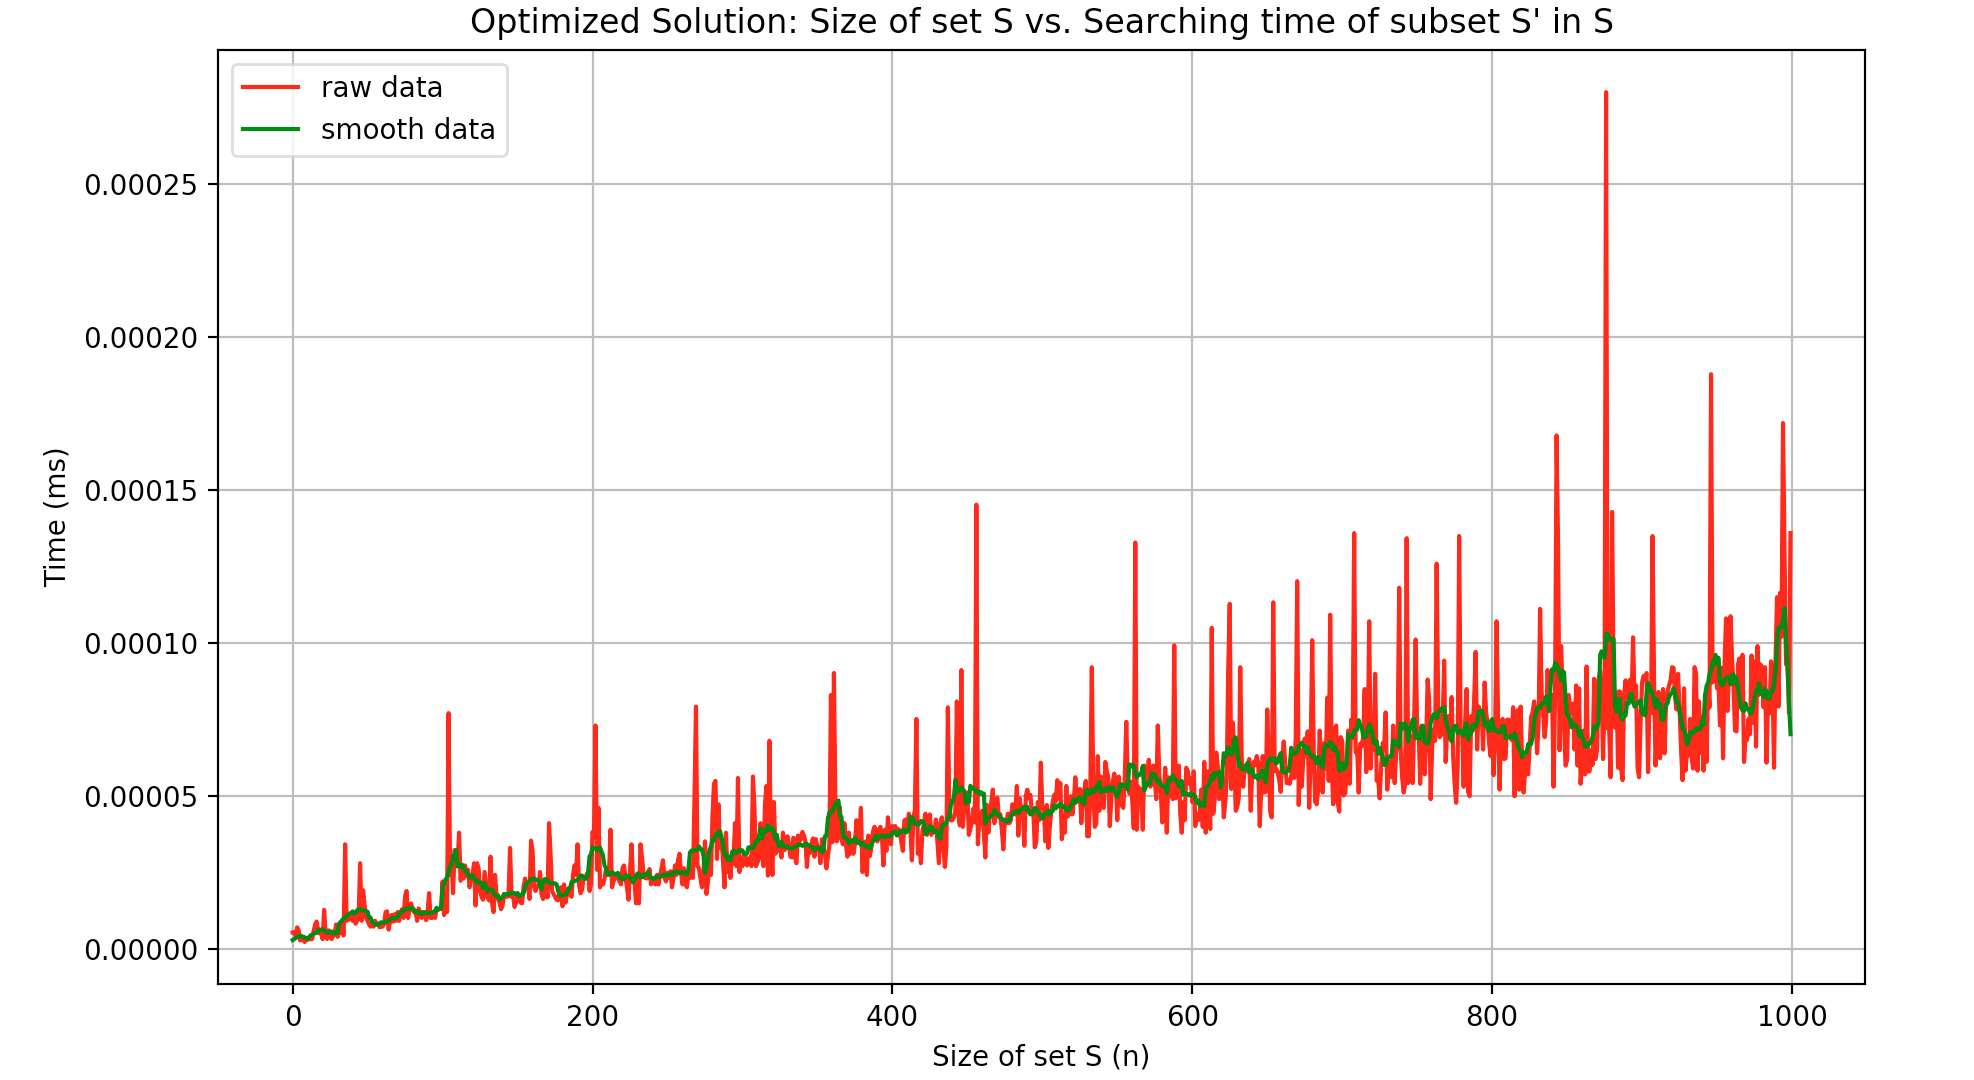 Optimized Solution: Size of set S vs. Searching time of subset S' in S
raw data
smooth data
0.00025
0.00020
0.00015
0.00010
0.00005
0.00000
Time (ms)
0 200 400 600 800 1000
Size of set S (n)